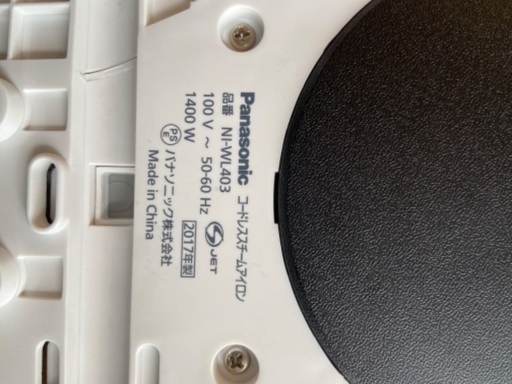 Panasonic コードレススチームアイロン
品番 NI-WL403
100 V ~ 50-60 Hz
1400 W
PS E パナソニック株式会社 2017年製
Made in China
S JET